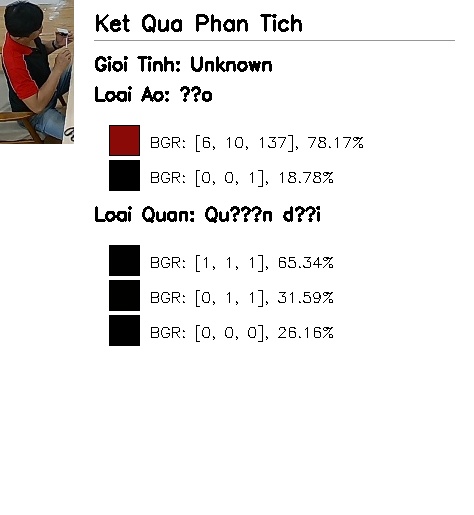 Ket Qua Phan Tich
Gioi Tinh: Unknown
Loai Ao: ??o
BGR: [6, 10, 137], 78.17%
BGR: [0, 0, 1], 18.78%
Loai Quan: Qu???n d??i
BGR: [1, 1, 1], 65.34%
BGR: [0, 1, 1], 31.59%
BGR: [0, 0, 0], 26.16%